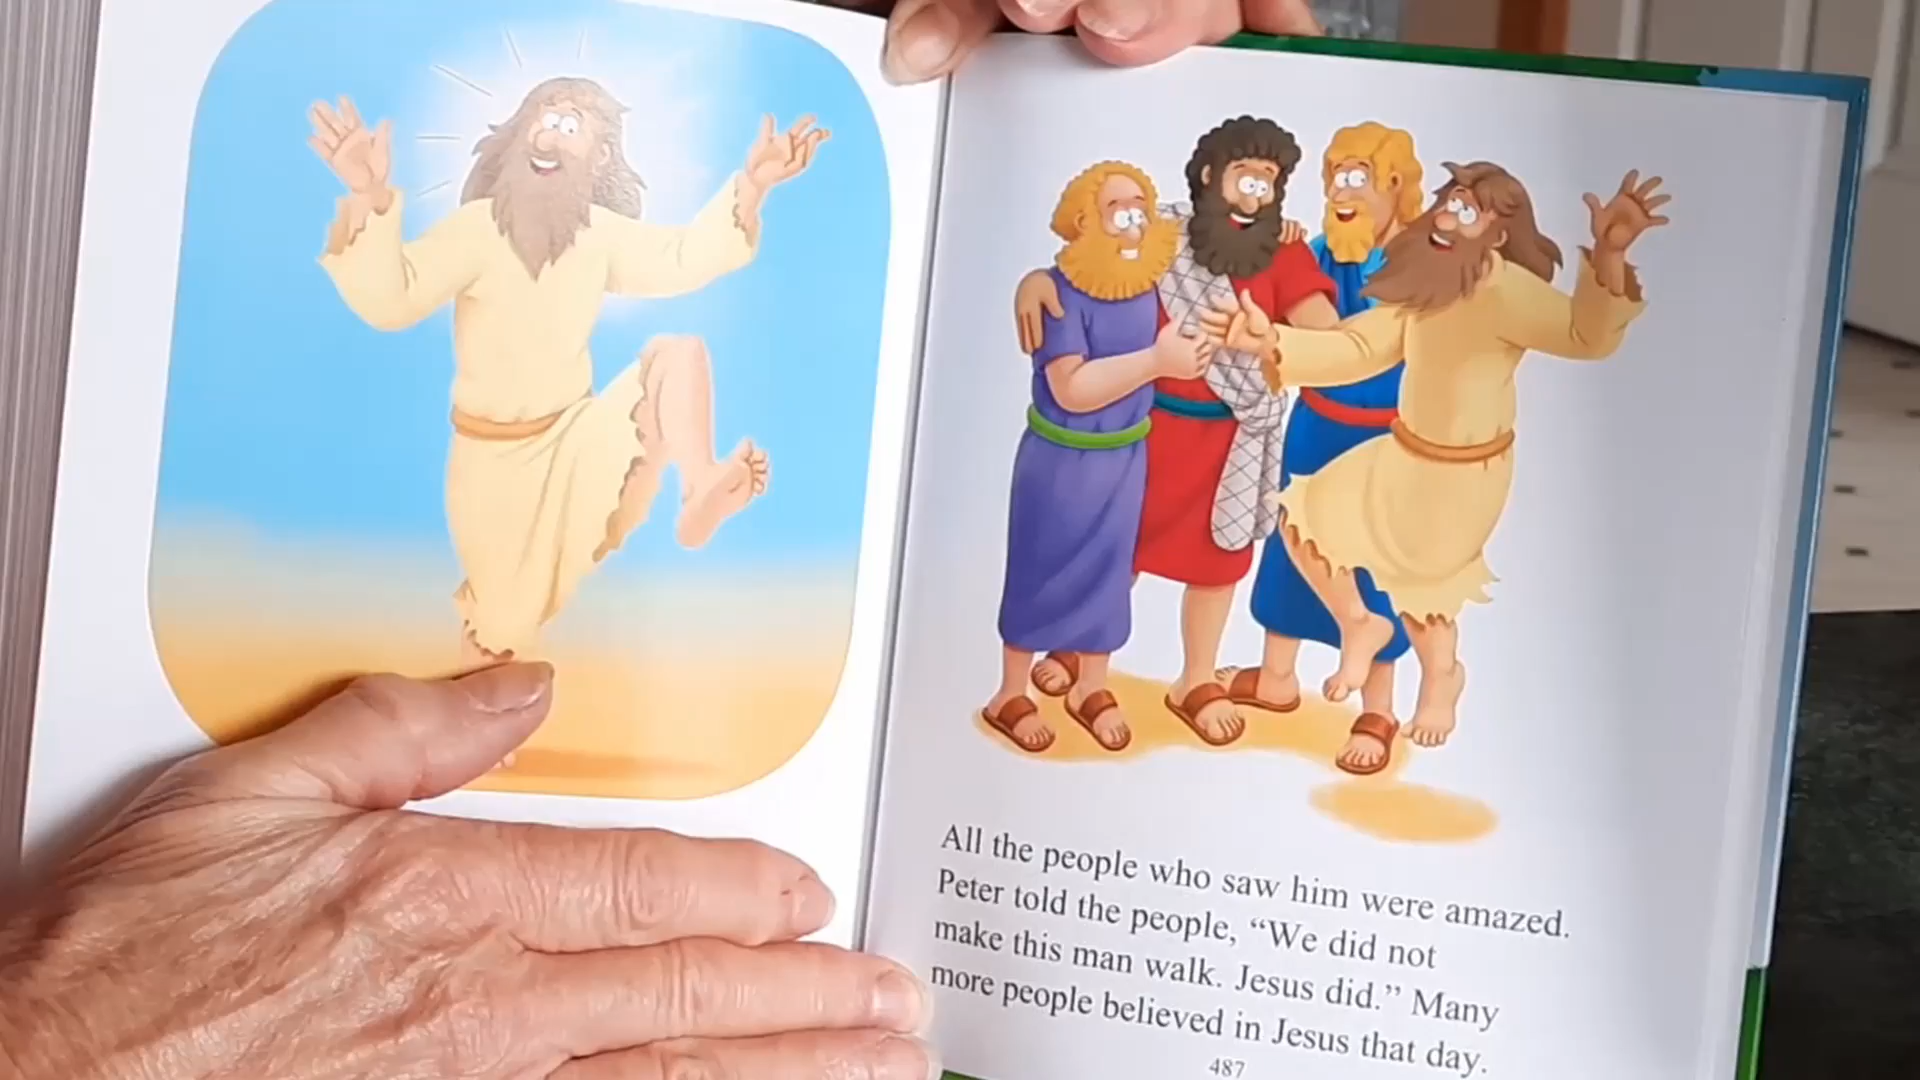 All the people who saw him were amazed.
Peter told the people, “We did not
make this man walk. Jesus did.” Many
more people believed in Jesus that day.
487